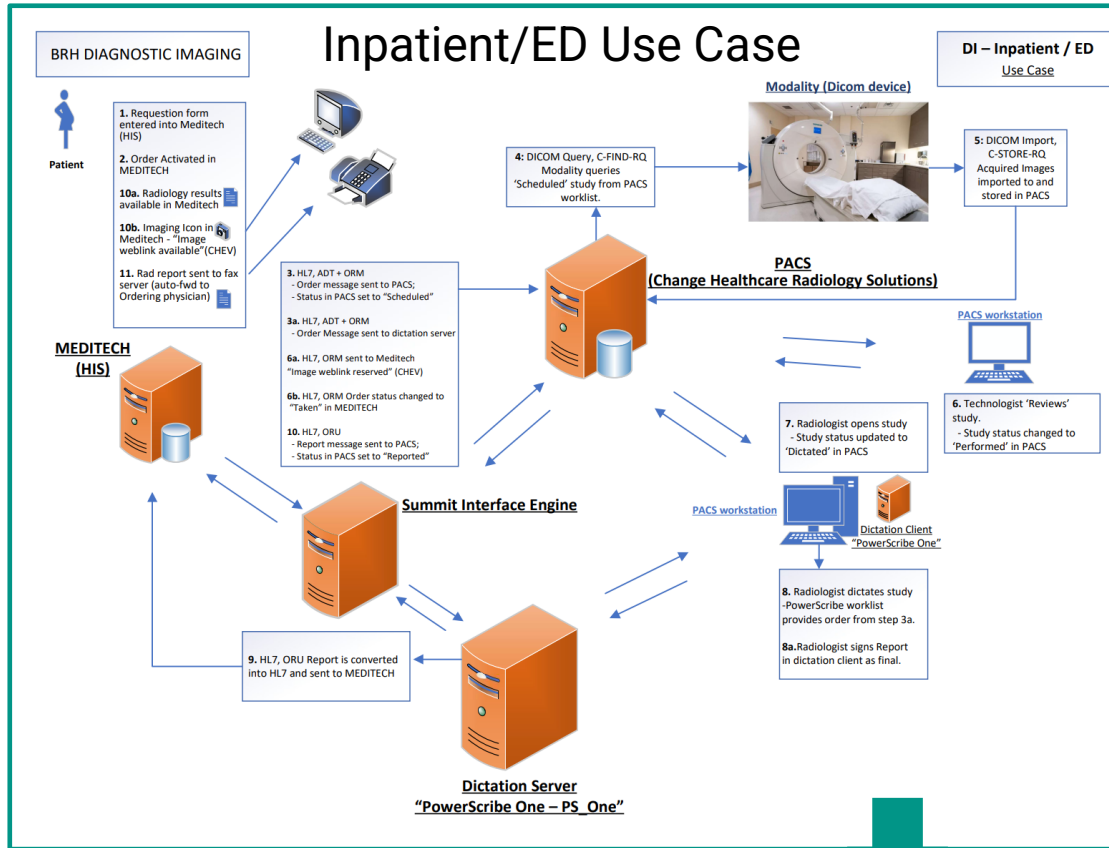 Inpatient/ED Use Case
BRH DIAGNOSTIC IMAGING
DI – Inpatient / ED
Use Case
Patient
1. Requestion form
entered into Meditech
(HIS)
2. Order Activated in
MEDITECH
10a. Radiology results
available in Meditech
10b. Imaging Icon in
Meditech - “Image
weblink available”(CHEV)
11. Rad report sent to fax
server (auto-fwd to
Ordering physician)
Modality (Dicom device)
4: DICOM Query, C-FIND-RQ
Modality queries
‘Scheduled’ study from PACS
worklist.
5: DICOM Import,
C-STORE-RQ
Acquired Images
imported to and
stored in PACS
3. HL7, ADT + ORM
- Order message sent to PACS;
- Status in PACS set to “Scheduled”
3a. HL7, ADT + ORM
- Order Message sent to dictation server
6a. HL7, ORM sent to Meditech
“Image weblink reserved” (CHEV)
6b. HL7, ORM Order status changed to
“Taken” in MEDITECH
10. HL7, ORU
- Report message sent to PACS;
- Status in PACS set to “Reported”
PACS
(Change Healthcare Radiology Solutions)
PACS workstation
6. Technologist ‘Reviews’
study.
- Study status changed to
‘Performed’ in PACS
MEDITECH
(HIS)
7. Radiologist opens study
- Study status updated to
‘Dictated’ in PACS
Summit Interface Engine
PACS workstation
Dictation Client
“PowerScribe One”
8. Radiologist dictates study
-PowerScribe worklist
provides order from step 3a.
8a.Radiologist signs Report
in dictation client as final.
9. HL7, ORU Report is converted
into HL7 and sent to MEDITECH
Dictation Server
“PowerScribe One – PS_One”